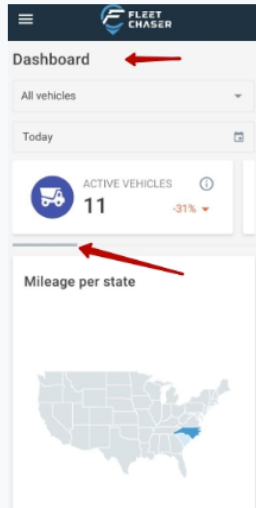 FLEET
CHASER
Dashboard
All vehicles
Today
ACTIVE VEHICLES
11
-31%
Mileage per state